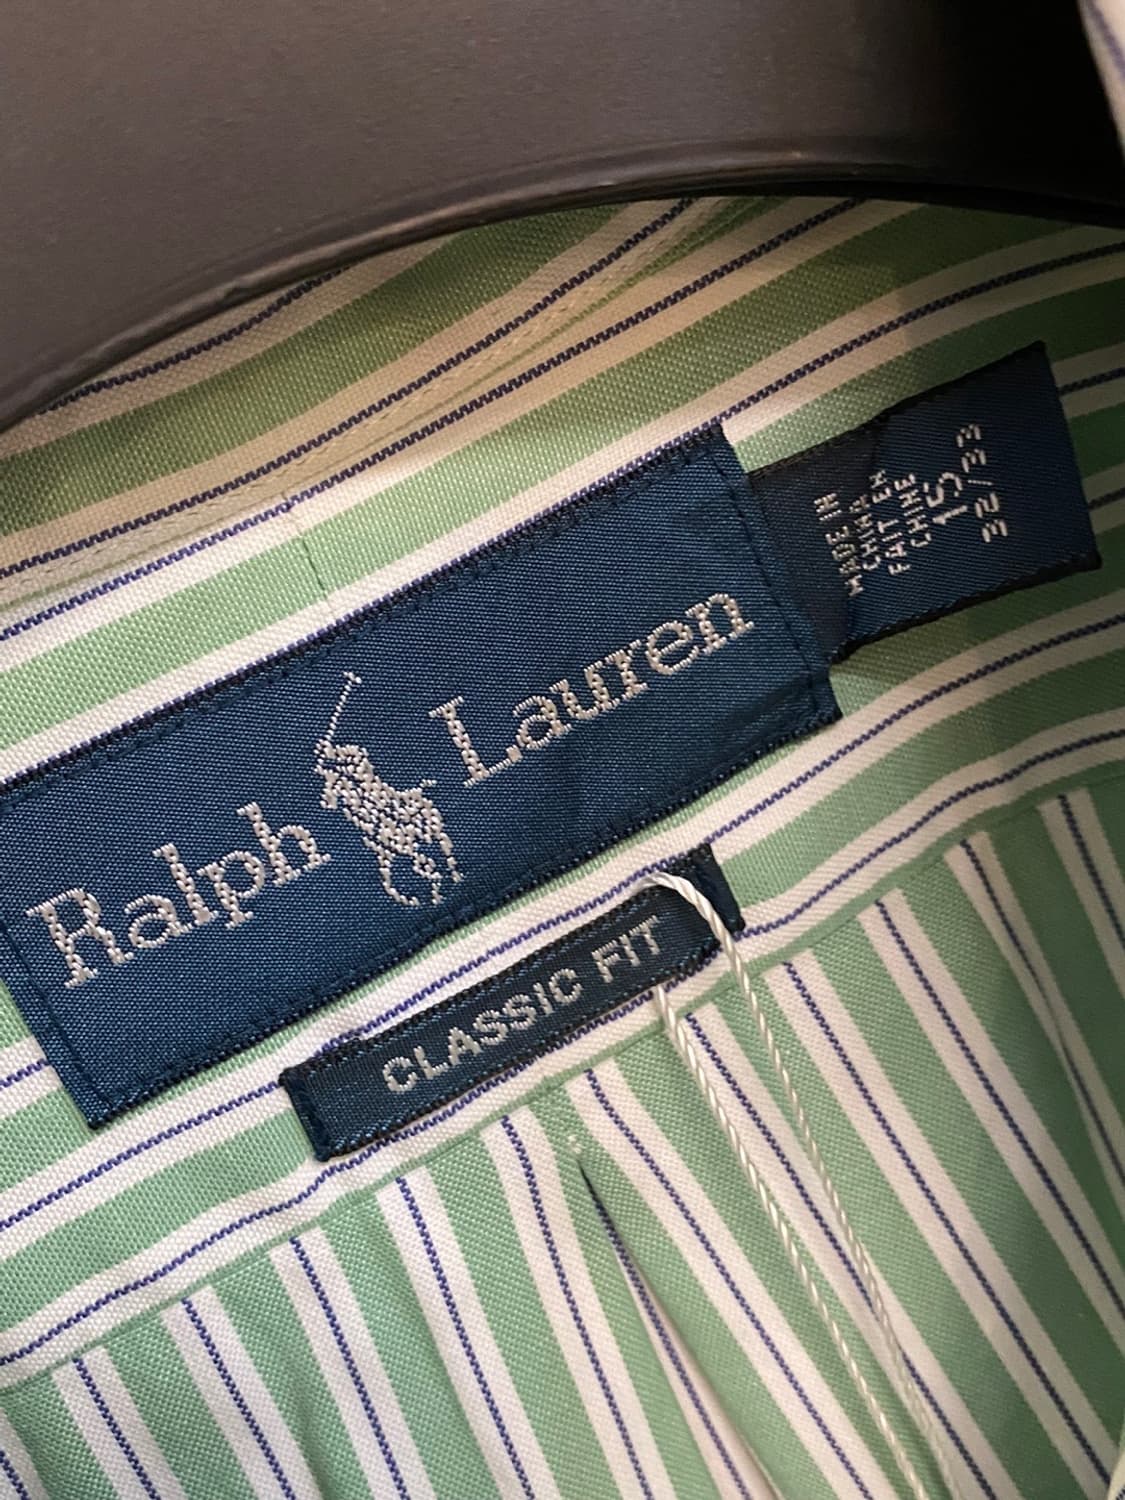 Ralph Lauren
MADE IN
CHINA
FAIT EN
CHINE
15
32/33
CLASSIC FIT